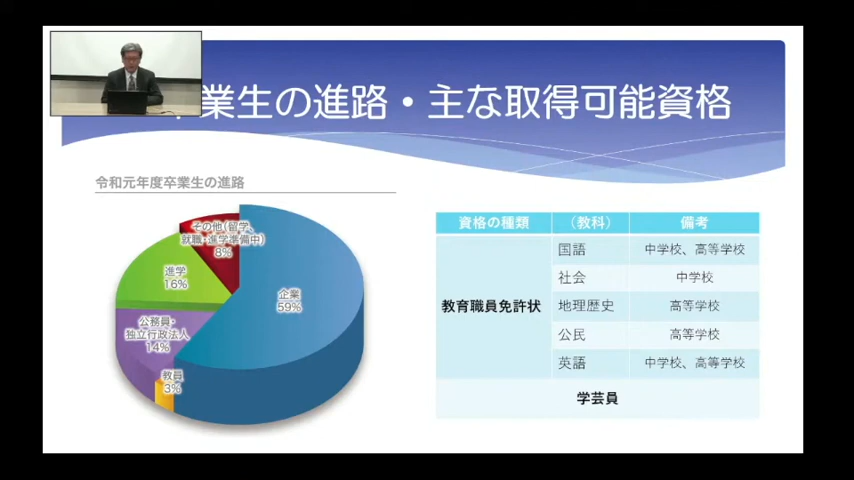 業生の進路・主な取得可能資格
令和元年度卒業生の進路
その他（留学、
就職・進学準備中）
8%
進学
16%
企業
59%
公務員・
独立行政法人
14%
教員
3%
資格の種類 （教科） 備考
教育職員免許状
国語 中学校、高等学校
社会 中学校
地理歴史 高等学校
公民 高等学校
英語 中学校、高等学校
学芸員